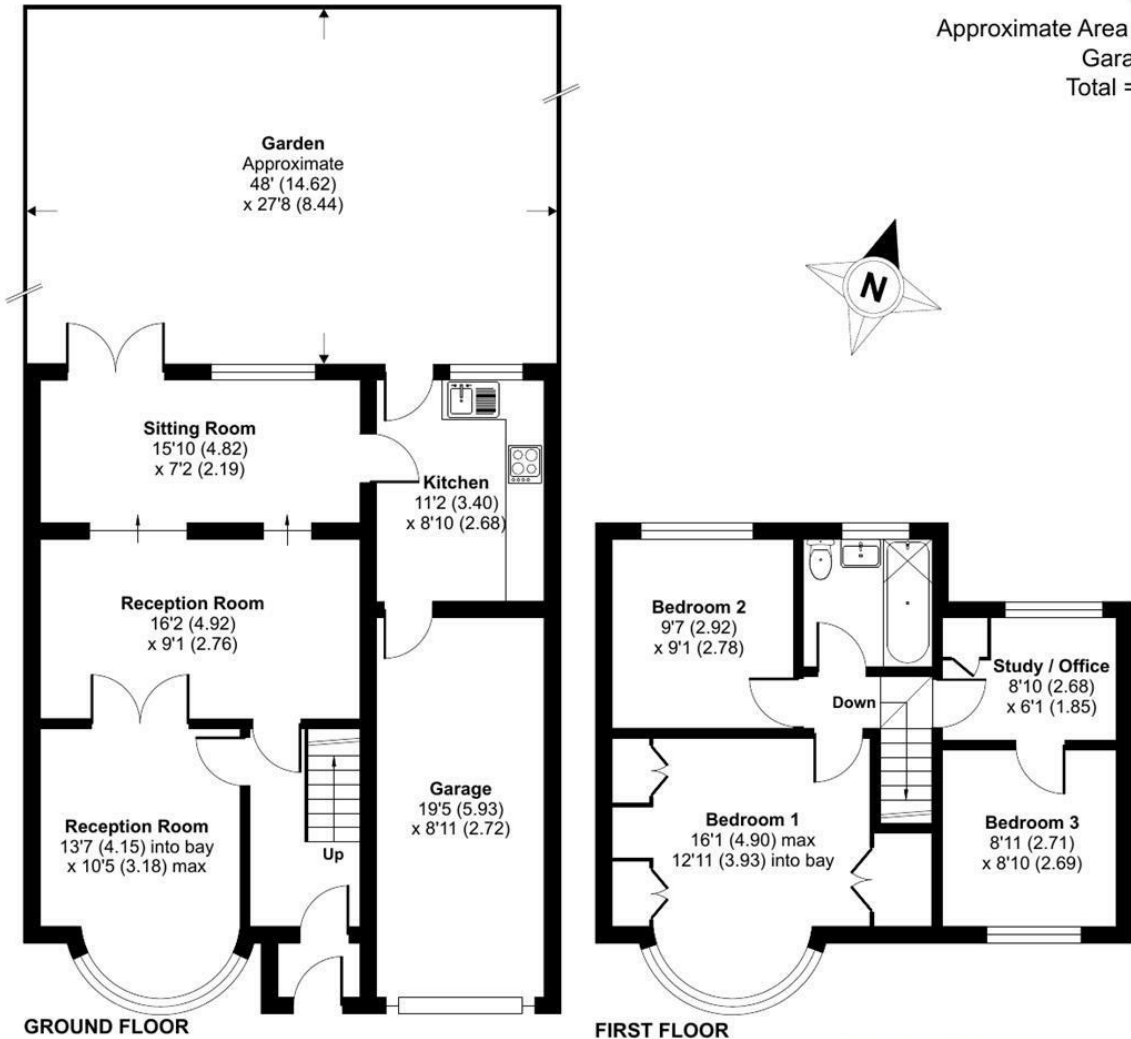 Approximate Area
Gara
Total =
Garden
Approximate
48' (14.62)
x 27'8 (8.44)
N
Sitting Room
15'10 (4.82)
x 7'2 (2.19)
Kitchen
11'2 (3.40)
x 8'10 (2.68)
Reception Room
16'2 (4.92)
x 9'1 (2.76)
Reception Room
13'7 (4.15) into bay
x 10'5 (3.18) max
Up
Garage
19'5 (5.93)
x 8'11 (2.72)
GROUND FLOOR
Bedroom 2
9'7 (2.92)
x 9'1 (2.78)
Down
Study / Office
8'10 (2.68)
x 6'1 (1.85)
Bedroom 1
16'1 (4.90) max
12'11 (3.93) into bay
Bedroom 3
8'11 (2.71)
x 8'10 (2.69)
FIRST FLOOR